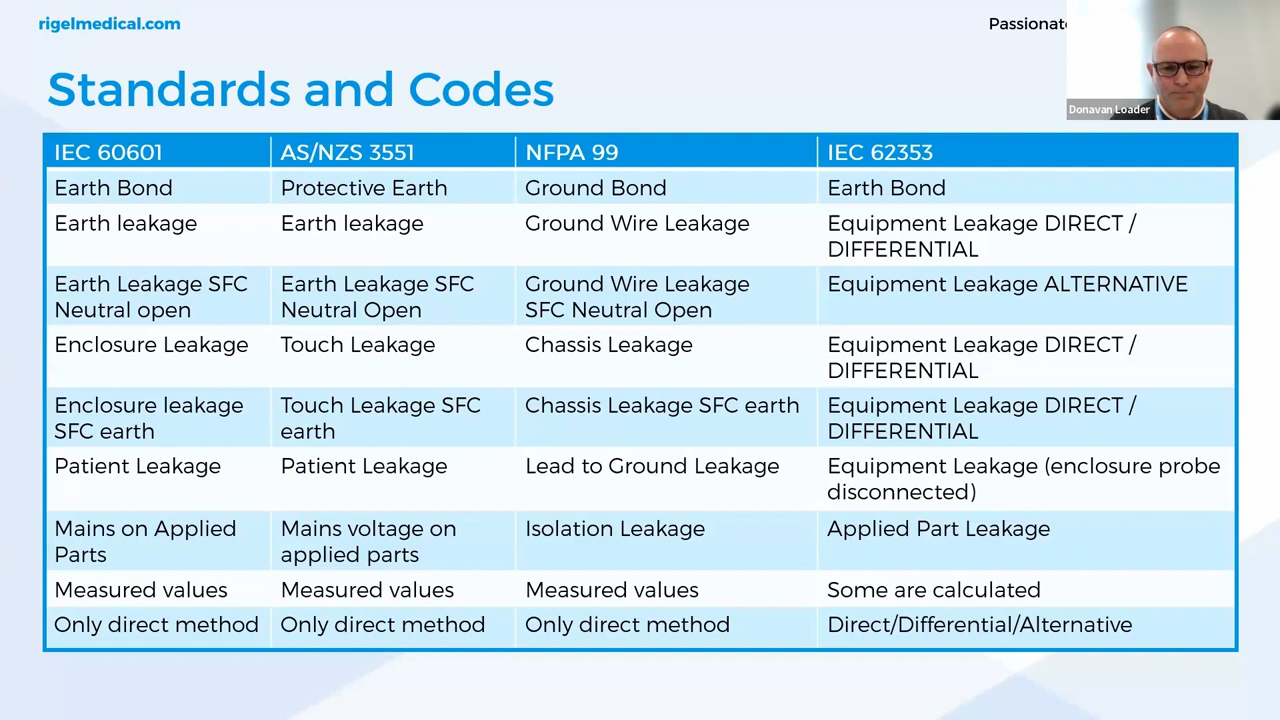 rigelmedical.com
Passionate
Donavan Loader
Standards and Codes
IEC 60601 AS/NZS 3551 NFPA 99 IEC 62353
Earth Bond Protective Earth Ground Bond Earth Bond
Earth leakage Earth leakage Ground Wire Leakage Equipment Leakage DIRECT /
DIFFERENTIAL
Earth Leakage SFC Earth Leakage SFC Ground Wire Leakage Equipment Leakage ALTERNATIVE
Neutral open Neutral Open SFC Neutral Open
Enclosure Leakage Touch Leakage Chassis Leakage Equipment Leakage DIRECT /
DIFFERENTIAL
Enclosure leakage Touch Leakage SFC Chassis Leakage SFC earth Equipment Leakage DIRECT /
SFC earth earth DIFFERENTIAL
Patient Leakage Patient Leakage Lead to Ground Leakage Equipment Leakage (enclosure probe
disconnected)
Mains on Applied Mains voltage on Isolation Leakage Applied Part Leakage
Parts applied parts
Measured values Measured values Measured values Some are calculated
Only direct method Only direct method Only direct method Direct/Differential/Alternative